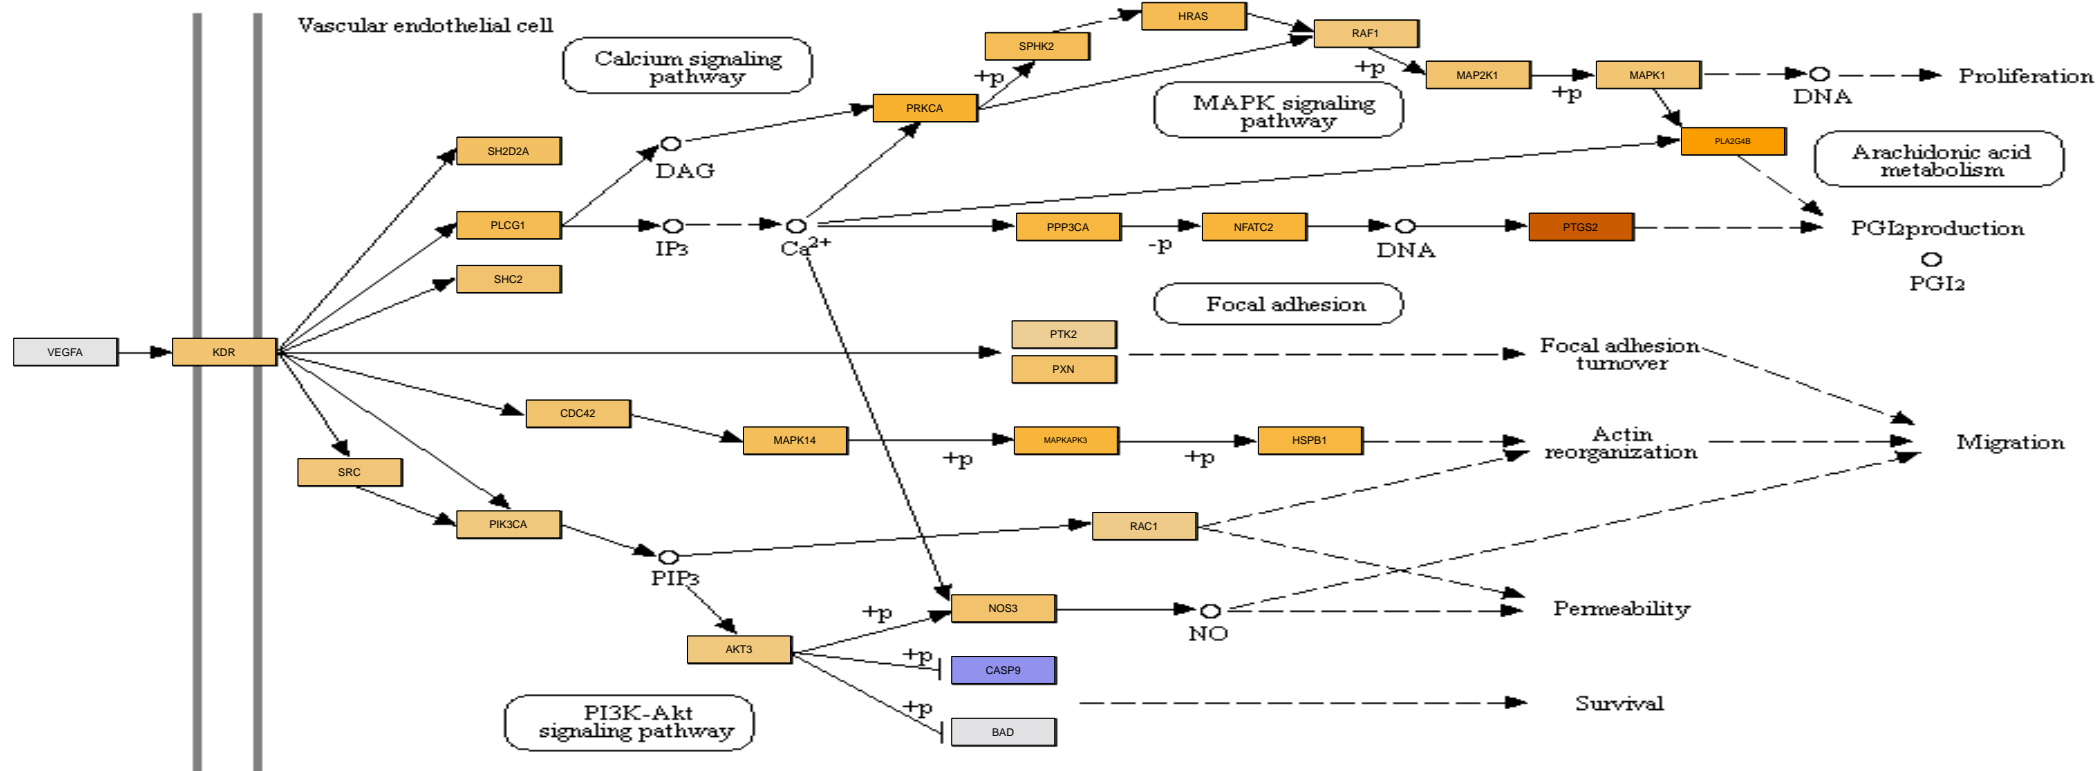 Vascular endothelial cell
HRAS
SPHK2
RAF1
Calcium signaling
pathway
+p
+p
MAP2K1
MAPK1
+p
DNA
Proliferation
PRKCA
MAPK signaling
pathway
SH2D2A
DAG
PLA2G4B
Arachidonic acid
metabolism
PLCG1
IP3
Ca2+
PPP3CA
-p
NFATC2
DNA
PTGS2
PGI2production
PGI2
SHC2
Focal adhesion
VEGFA
KDR
PTK2
PXN
Focal adhesion
turnover
CDC42
MAPK14
+p
MAPKAPK3
+p
HSPB1
Actin
reorganization
Migration
SRC
PIK3CA
RAC1
PIP3
+p
NOS3
NO
Permeability
AKT3
+p
CASP9
+p
BAD
Survival
PI3K-Akt
signaling pathway